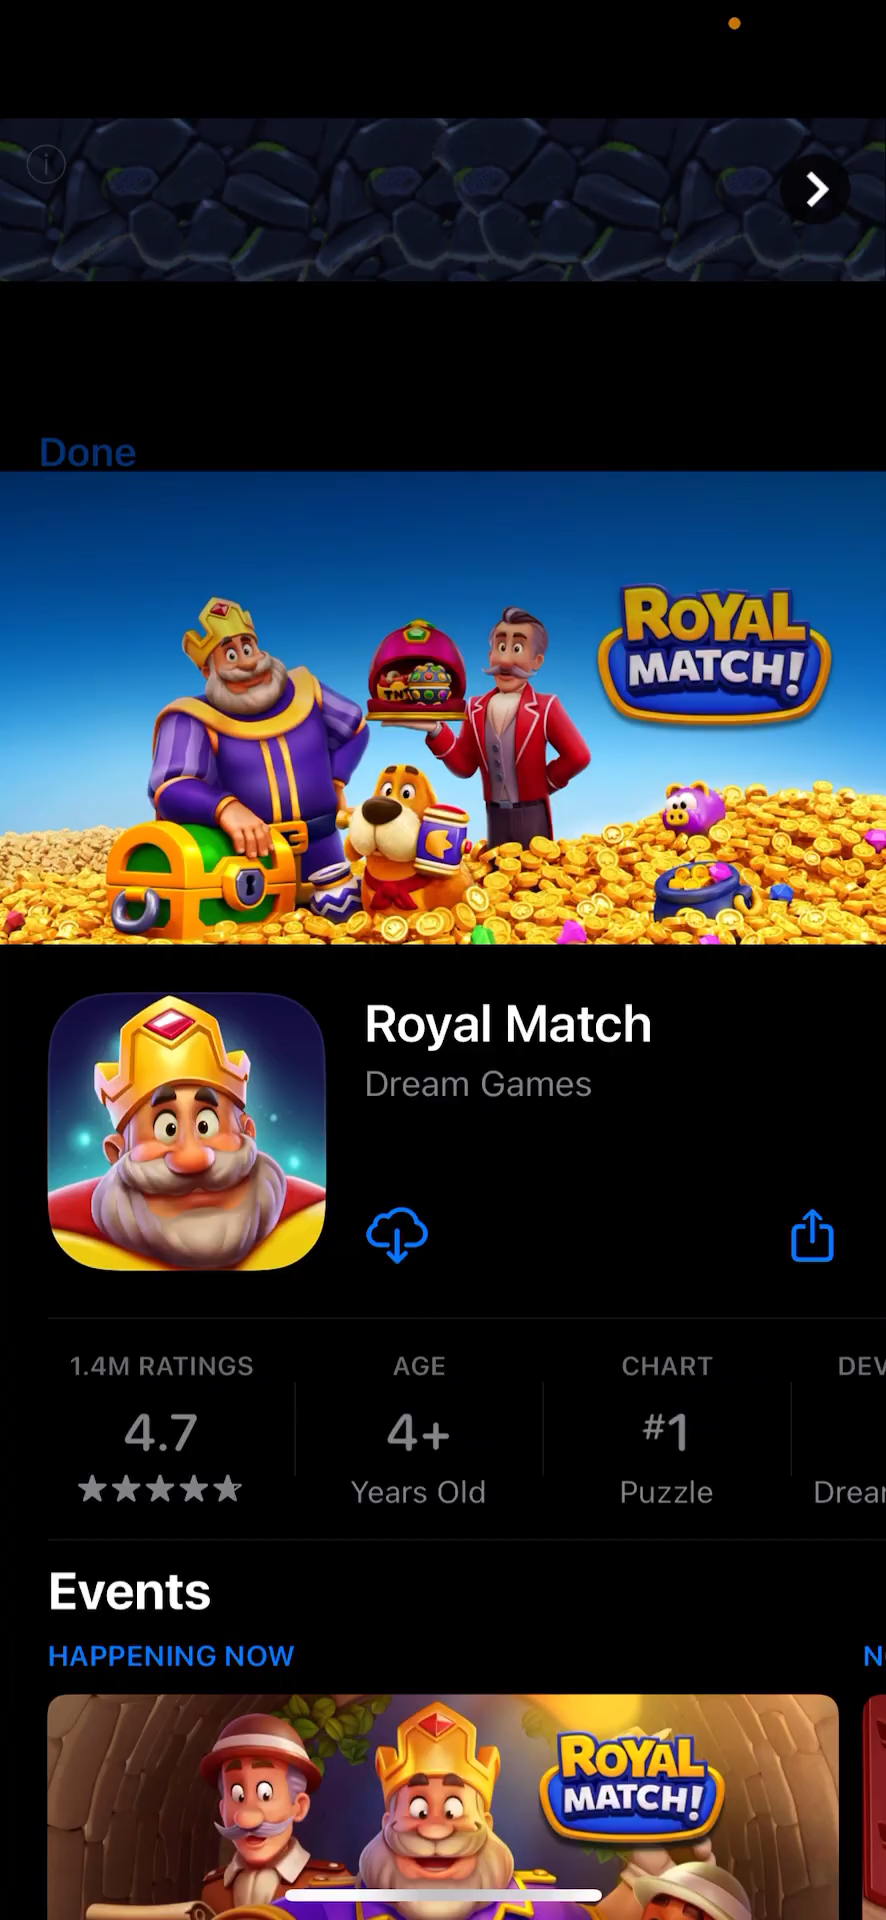 Done
ROYAL
MATCH!
TNT
Royal Match
Dream Games
1.4M RATINGS
AGE
CHART
4.7
4+
#1
Years Old
Puzzle
Events
HAPPENING NOW
ROYAL
MATCH!